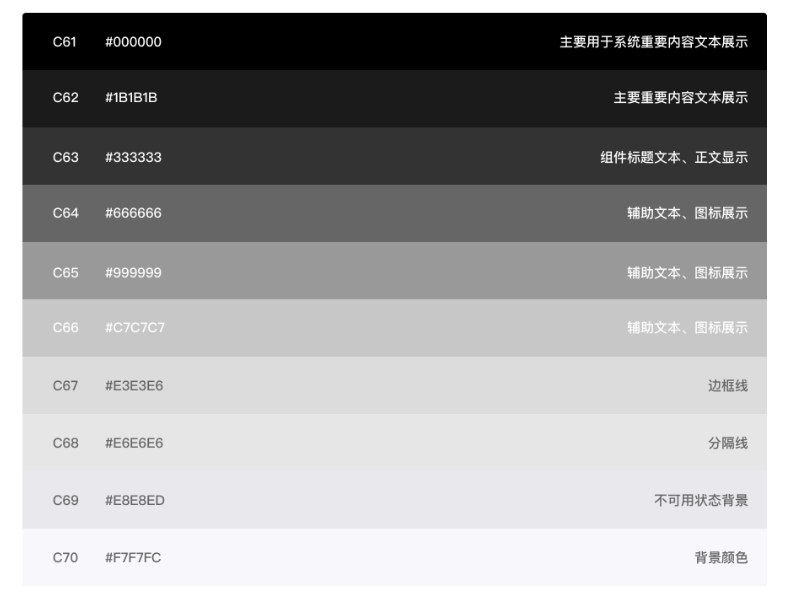 C61 #000000 主要用于系统重要内容文本展示
C62 #1B1B1B 主要重要内容文本展示
C63 #333333 组件标题文本、正文显示
C64 #666666 辅助文本、图标展示
C65 #999999 辅助文本、图标展示
C66 #C7C7C7 辅助文本、图标展示
C67 #E3E3E6 边框线
C68 #E6E6E6 分隔线
C69 #E8E8ED 不可用状态背景
C70 #F7F7FC 背景颜色